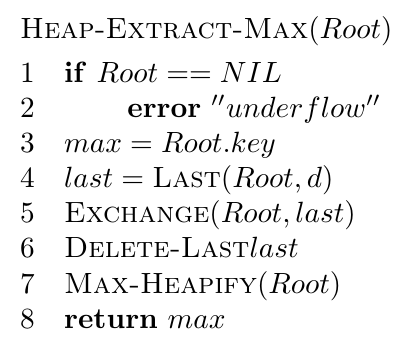 HEAP-EXTRACT-MAX(Root)
1 if Root == NIL
2 error "underflow"
3 max = Root.key
4 last = LAST(Root, d)
5 EXCHANGE(Root, last)
6 DELETE-LASTlast
7 MAX-HEAPIFY(Root)
8 return max